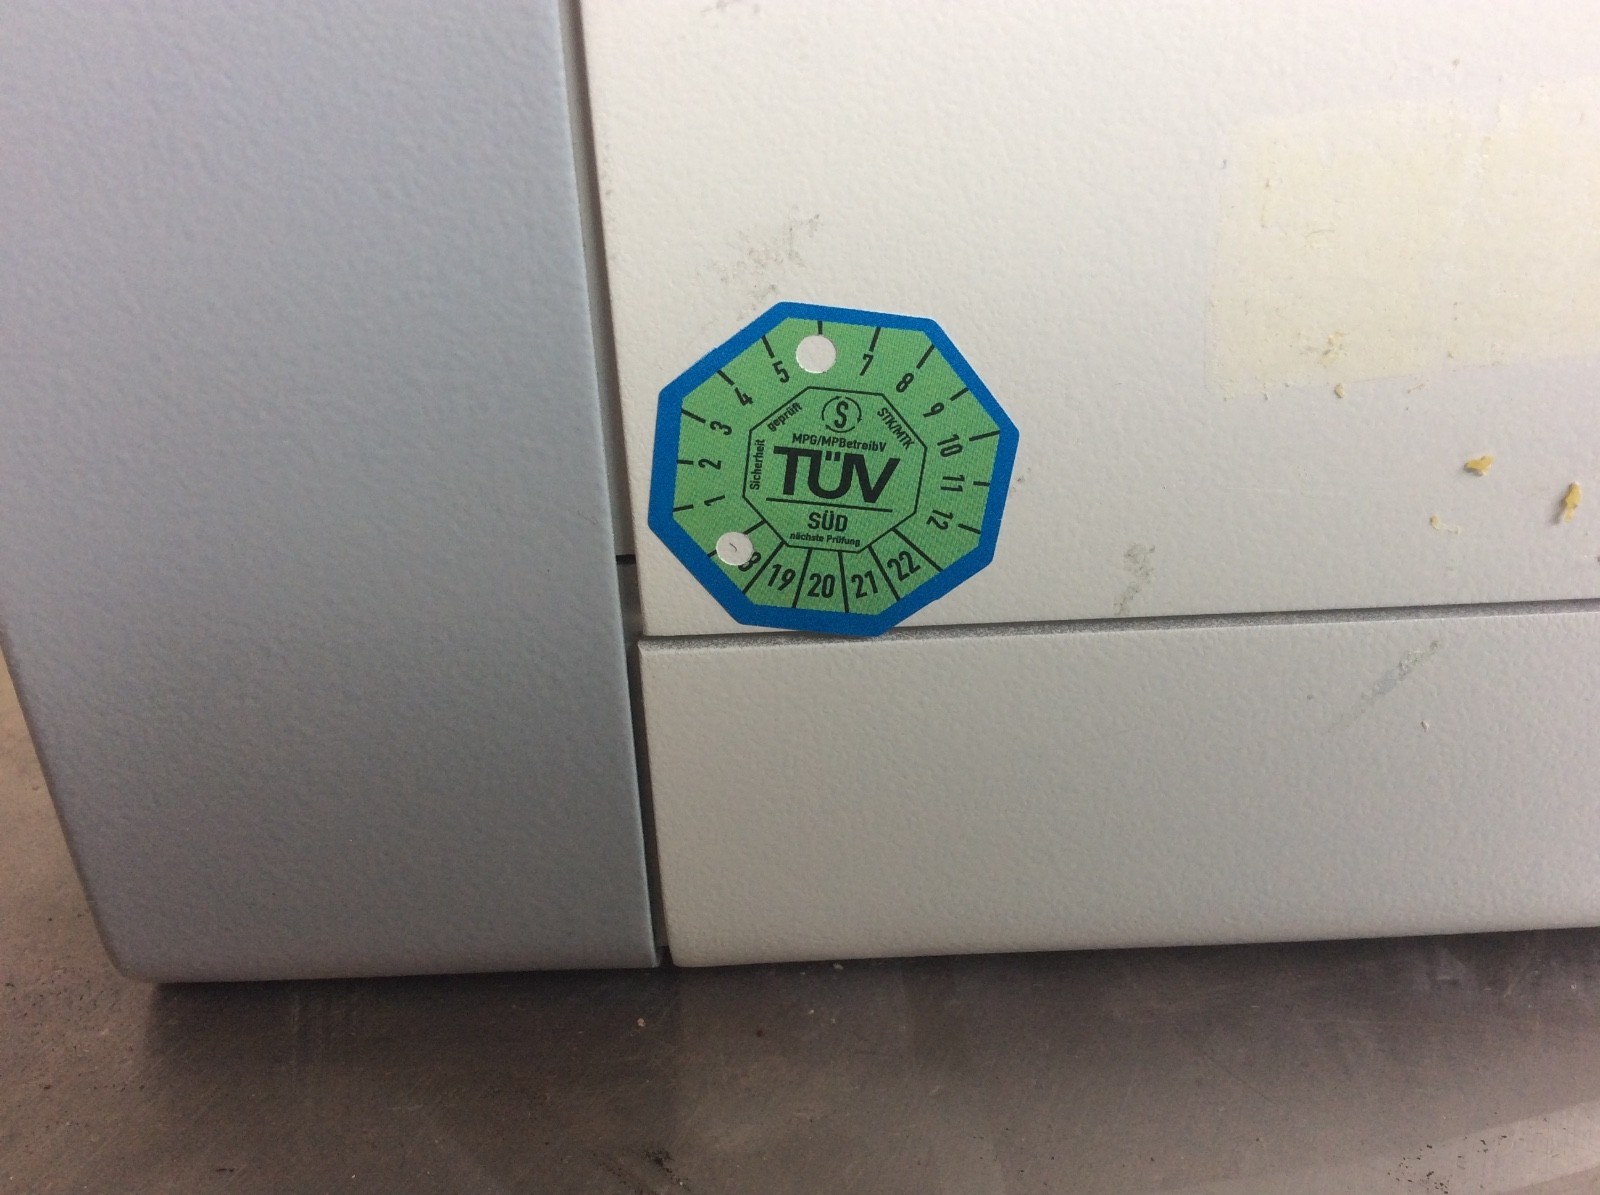 1
2
3
4
5
7
8
9
10
11
12
Sicherheit geprüft
S
STK/MTK
MPG/MPBetreibV
TÜV
SÜD
nächste Prüfung
19 20 21 22